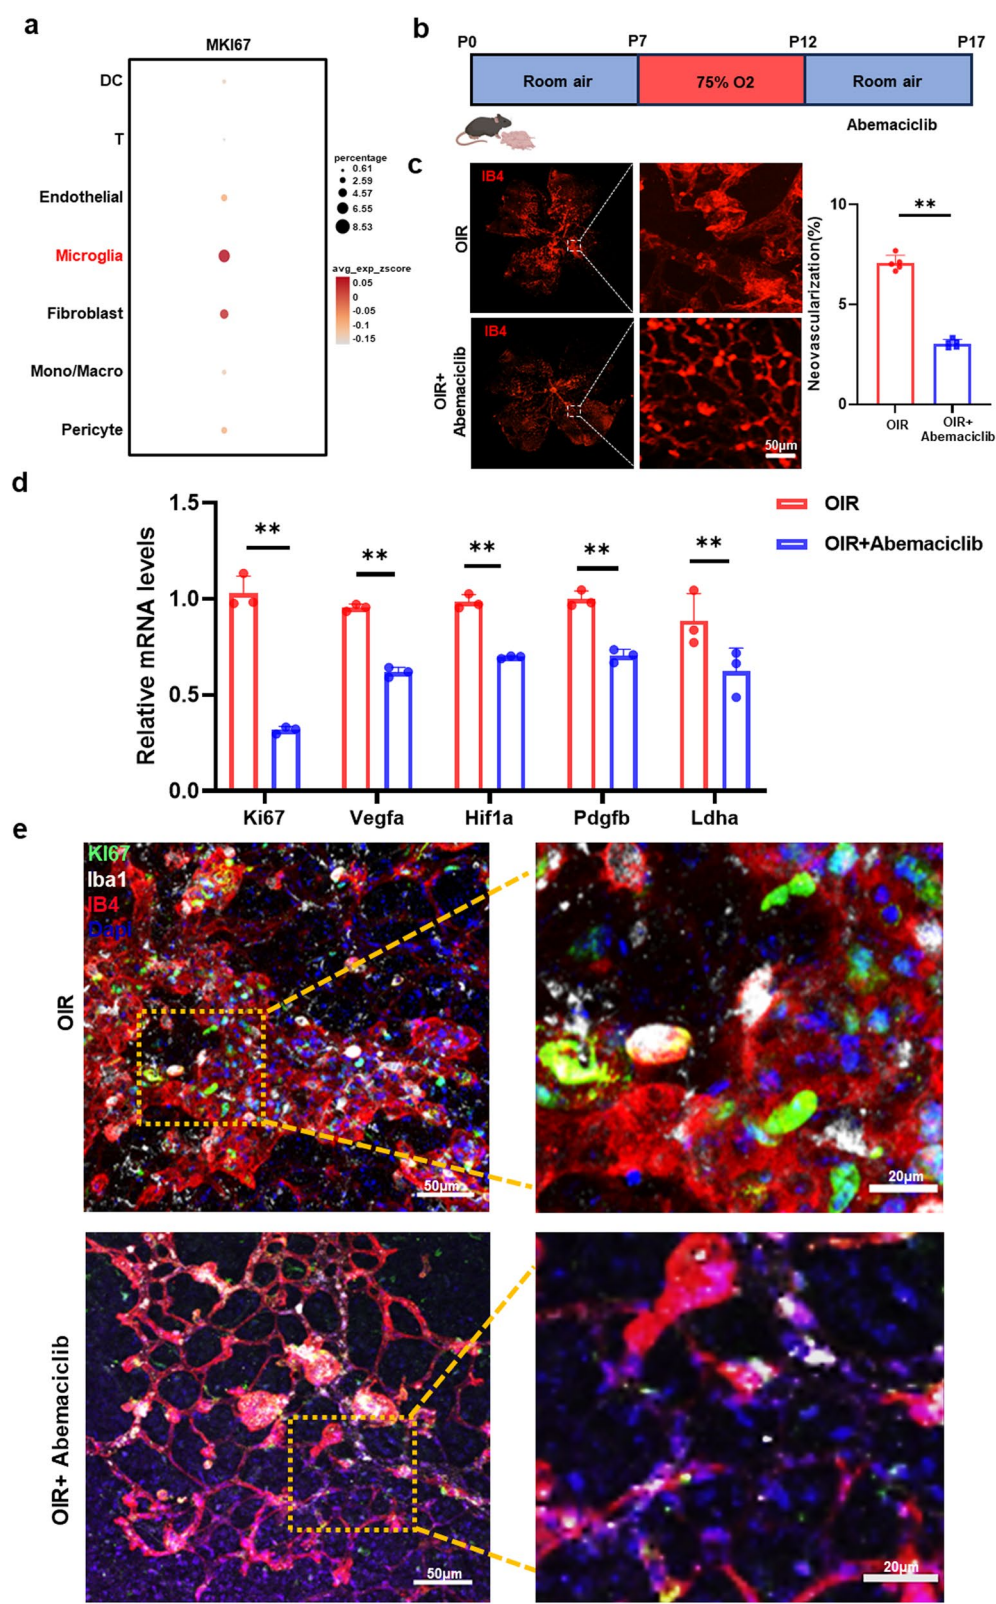 a
MKI67
DC
T
Endothelial
Microglia
Fibroblast
Mono/Macro
Pericyte
percentage
0.61
2.59
4.57
6.55
8.53
avg_exp_zscore
0.05
0
-0.05
-0.1
-0.15
b
P0 P7 P12 P17
Room air 75% O2 Room air
Abemaciclib
c
OIR
IB4
OIR+
Abemaciclib
IB4
50μm
Neovascularization(%)
10
5
0
**
OIR
OIR+
Abemaciclib
d
Relative mRNA levels
1.5
1.0
0.5
0.0
** ** ** ** **
Ki67 Vegfa Hif1a Pdgfb Ldha
OIR
OIR+Abemaciclib
e
OIR
KI67
Iba1
IB4
Dapi
50μm
20μm
OIR+ Abemaciclib
50μm
20μm